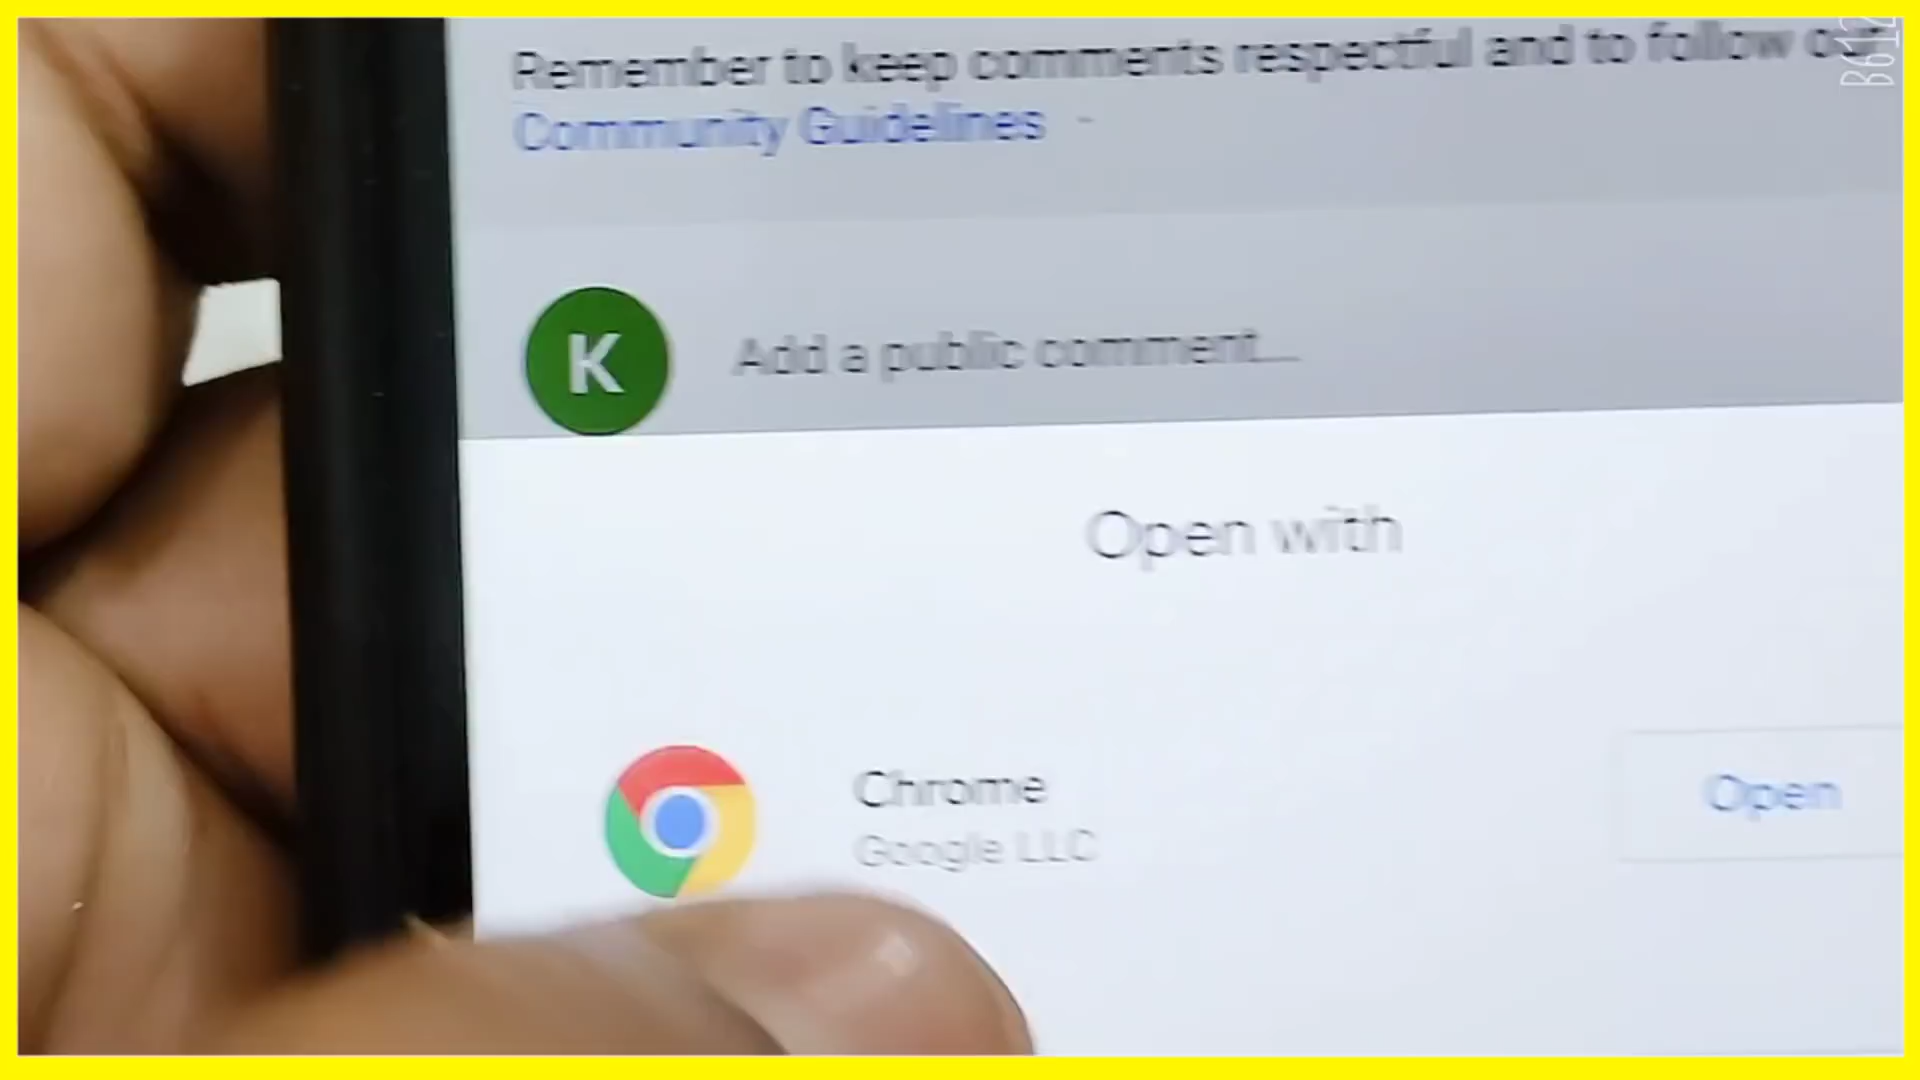 Remember to keep comments respectful and to follow our
Community Guidelines
K
Add a public comment...
Open with
Chrome
Google LLC
Open
B612